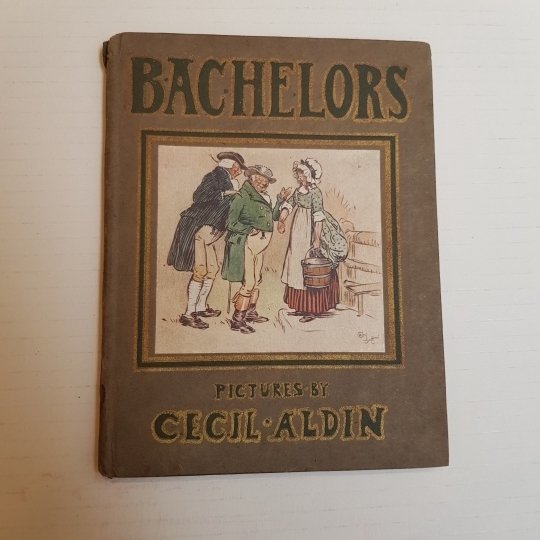 BACHELORS
PICTURES BY
CECIL · ALDIN